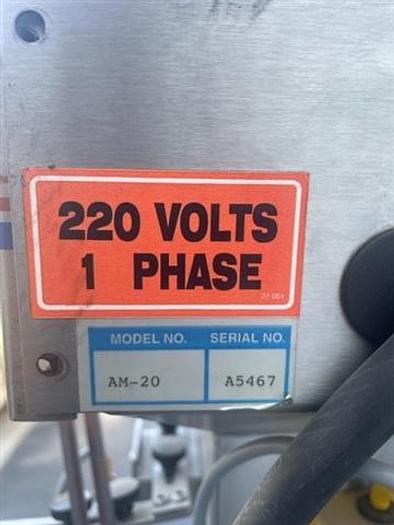 220 VOLTS
1 PHASE
MODEL NO. SERIAL NO.
AM-20 A5467